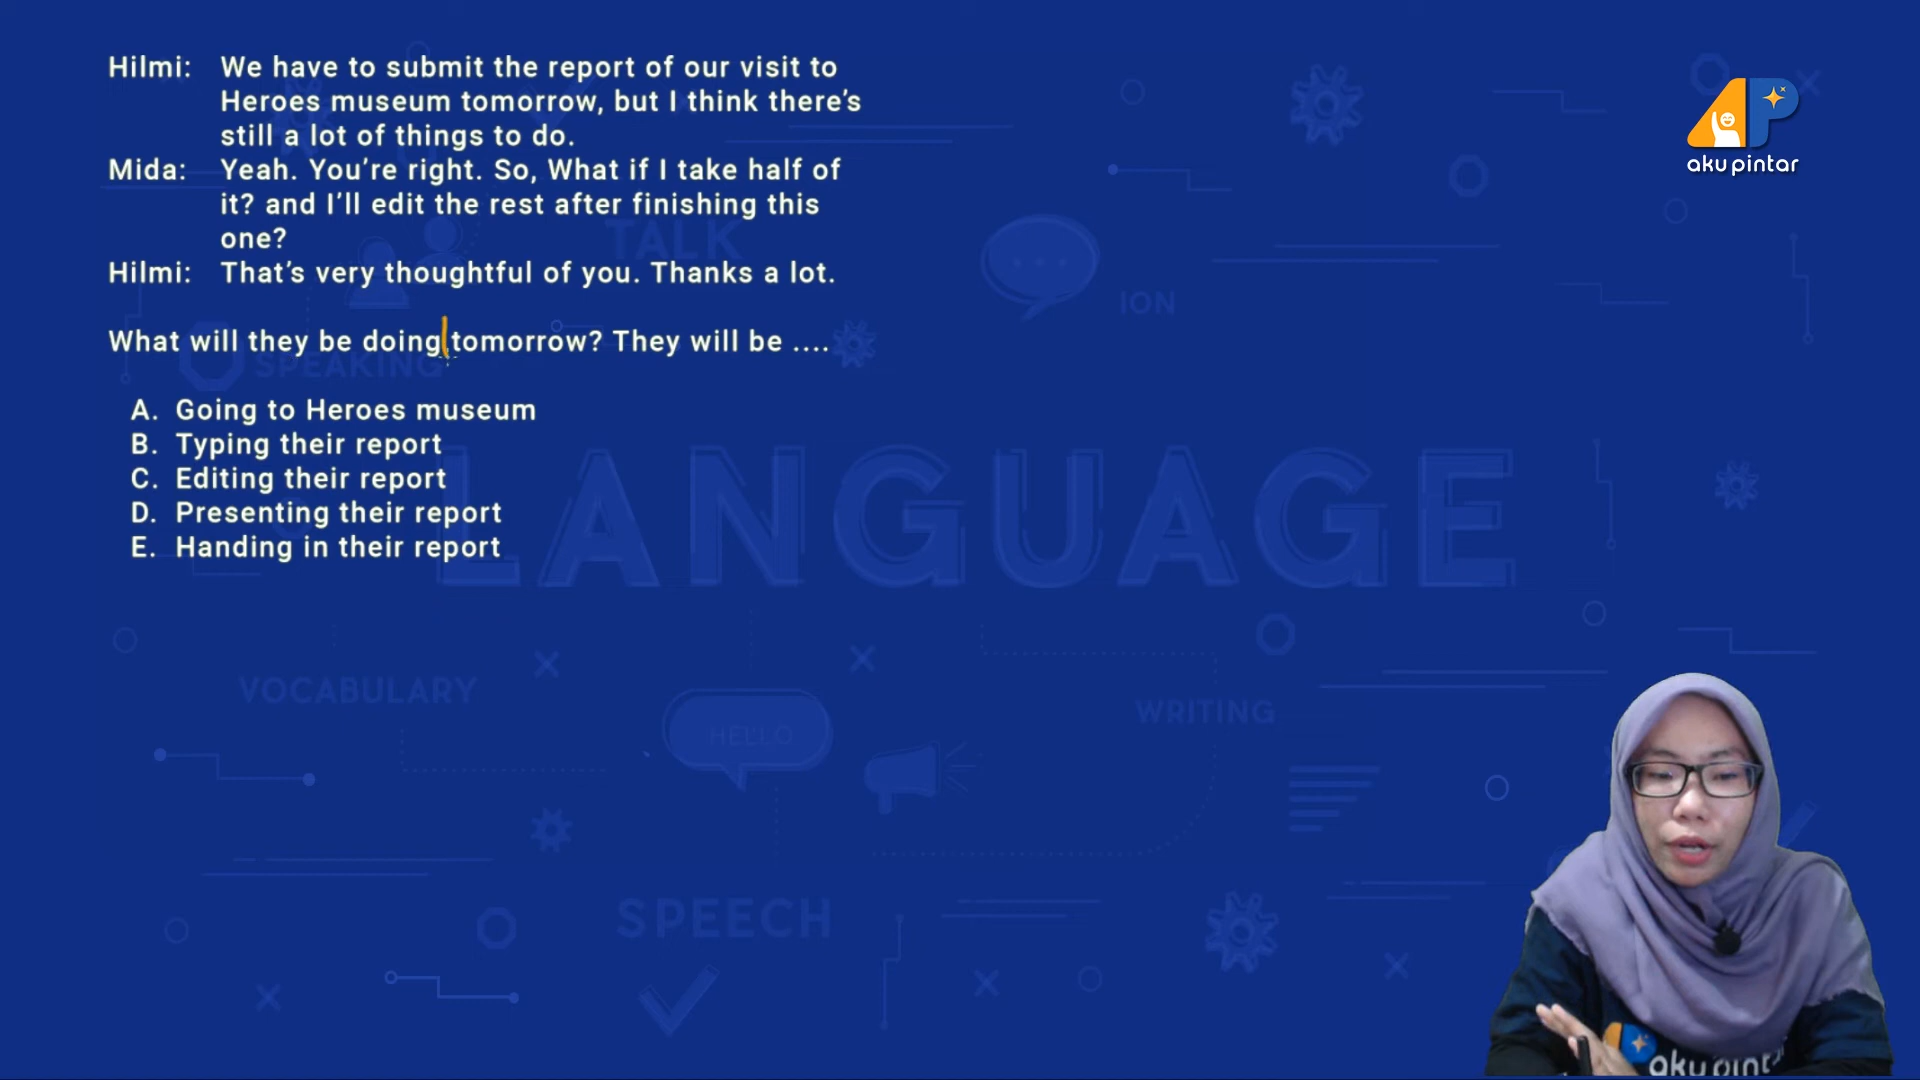 Hilmi: We have to submit the report of our visit to
Heroes museum tomorrow, but I think there's
still a lot of things to do.
Mida: Yeah. You're right. So, What if I take half of
it? and I'll edit the rest after finishing this
one?
Hilmi: That's very thoughtful of you. Thanks a lot.
What will they be doing tomorrow? They will be ....
A. Going to Heroes museum
B. Typing their report
C. Editing their report
D. Presenting their report
E. Handing in their report
aku pintar
TALK
ION
SPEAKING
LANGUAGE
VOCABULARY
HELLO
WRITING
SPEECH
aku pint